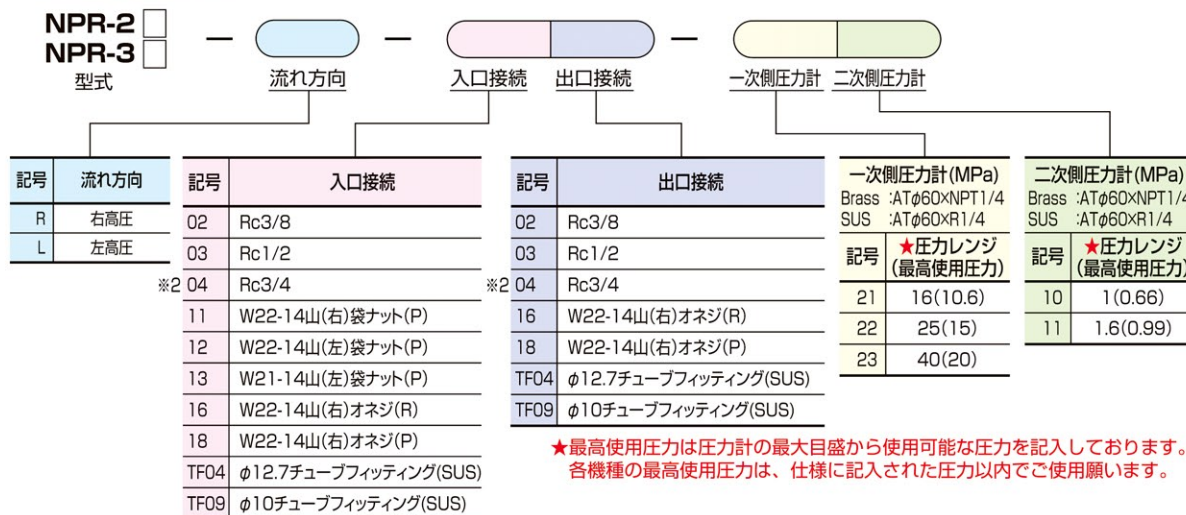 NPR-2□ － － －
NPR-3□
型式
流れ方向
入口接続 出口接続
一次側圧力計 二次側圧力計
記号 流れ方向
R 右高圧
L 左高圧
記号 入口接続
02 Rc3/8
03 Rc1/2
※2 04 Rc3/4
11 W22-14山(右)袋ナット(P)
12 W22-14山(左)袋ナット(P)
13 W21-14山(左)袋ナット(P)
16 W22-14山(右)オネジ(R)
18 W22-14山(右)オネジ(P)
TF04 φ12.7チューブフィッティング(SUS)
TF09 φ10チューブフィッティング(SUS)
記号 出口接続
02 Rc3/8
03 Rc1/2
※2 04 Rc3/4
16 W22-14山(右)オネジ(R)
18 W22-14山(右)オネジ(P)
TF04 φ12.7チューブフィッティング(SUS)
TF09 φ10チューブフィッティング(SUS)
一次側圧力計(MPa)
Brass :ATφ60×NPT1/4
SUS :ATφ60×R1/4
記号 ★圧力レンジ
(最高使用圧力)
21 16(10.6)
22 25(15)
23 40(20)
二次側圧力計(MPa)
Brass :ATφ60×NPT1/4
SUS :ATφ60×R1/4
記号 ★圧力レンジ
(最高使用圧力)
10 1(0.66)
11 1.6(0.99)
★最高使用圧力は圧力計の最大目盛から使用可能な圧力を記入しております。
各機種の最高使用圧力は、仕様に記入された圧力以内でご使用願います。